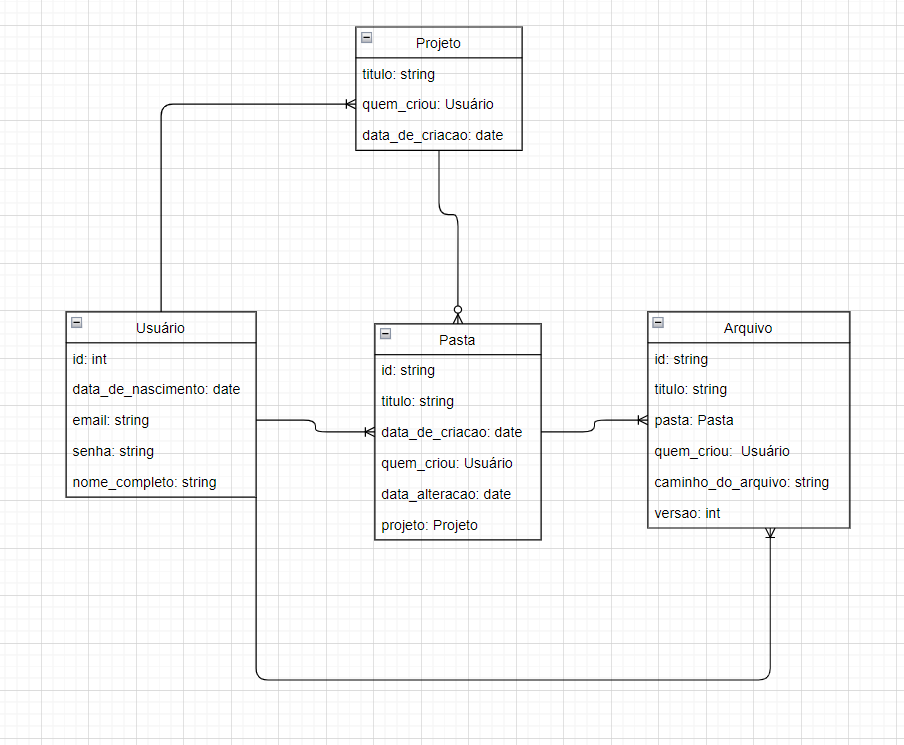 Projeto
titulo: string
quem_criou: Usuário
data_de_criacao: date
Usuário
id: int
data_de_nascimento: date
email: string
senha: string
nome_completo: string
Pasta
id: string
titulo: string
data_de_criacao: date
quem_criou: Usuário
data_alteracao: date
projeto: Projeto
Arquivo
id: string
titulo: string
pasta: Pasta
quem_criou:  Usuário
caminho_do_arquivo: string
versao: int